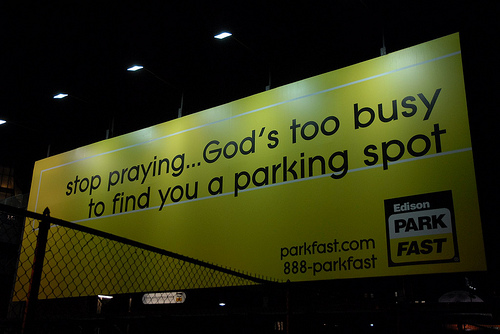 stop praying...God's too busy
to find you a parking spot
parkfast.com
888-parkfast
Edison
PARK
FAST